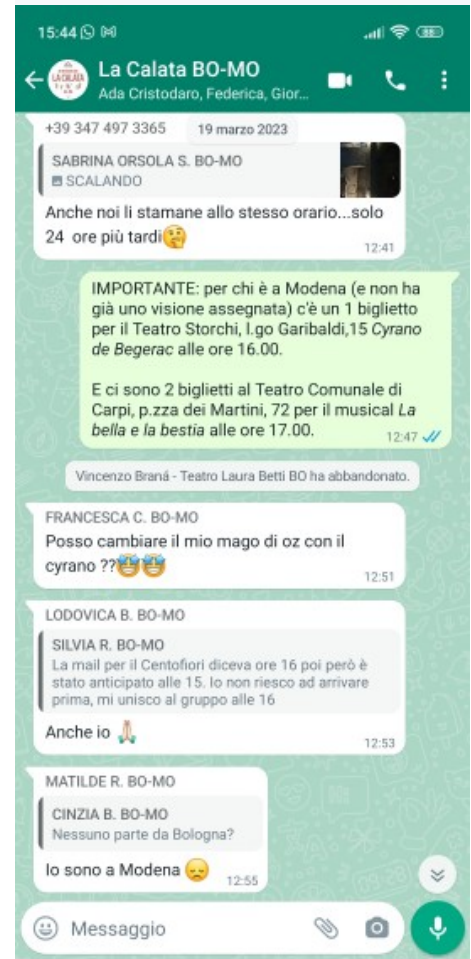 15:44
La Calata BO-MO
Ada Cristodaro, Federica, Gior...
+39 347 497 3365
19 marzo 2023
SABRINA ORSOLA S. BO-MO
SCALANDO
Anche noi li stamane allo stesso orario...solo
24 ore più tardi🤔
12:41
IMPORTANTE: per chi è a Modena (e non ha
già uno visione assegnata) c'è un 1 biglietto
per il Teatro Storchi, l.go Garibaldi,15 Cyrano
de Begerac alle ore 16.00.
E ci sono 2 biglietti al Teatro Comunale di
Carpi, p.zza dei Martini, 72 per il musical La
bella e la bestia alle ore 17.00.
12:47
Vincenzo Braná - Teatro Laura Betti BO ha abbandonato.
FRANCESCA C. BO-MO
Posso cambiare il mio mago di oz con il
cyrano ??🤩🤩
12:51
LODOVICA B. BO-MO
SILVIA R. BO-MO
La mail per il Centofiori diceva ore 16 poi però è
stato anticipato alle 15. Io non riesco ad arrivare
prima, mi unisco al gruppo alle 16
Anche io 🙏🏻
12:53
MATILDE R. BO-MO
CINZIA B. BO-MO
Nessuno parte da Bologna?
Io sono a Modena 😞
12:55
Messaggio